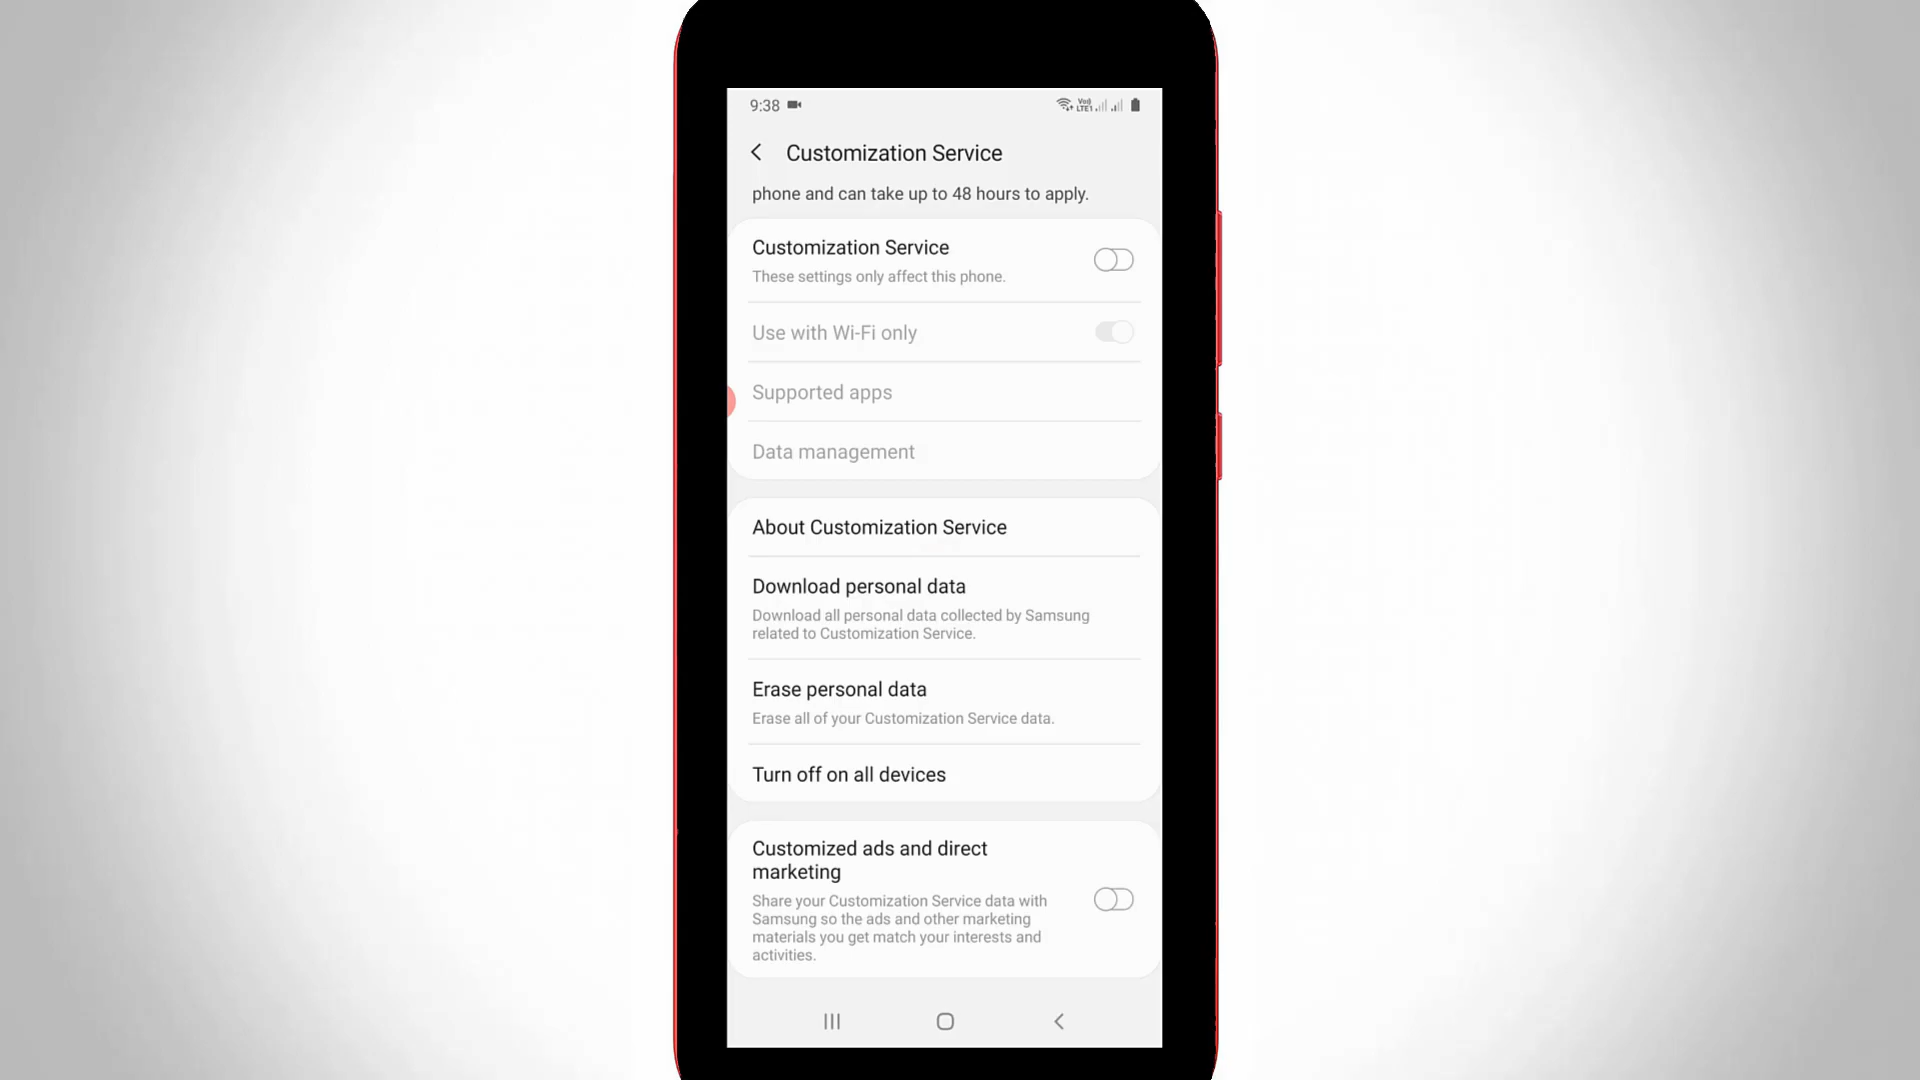 9:38
Vo)
LTE1
Customization Service
phone and can take up to 48 hours to apply.
Customization Service
These settings only affect this phone.
Use with Wi-Fi only
Supported apps
Data management
About Customization Service
Download personal data
Download all personal data collected by Samsung
related to Customization Service.
Erase personal data
Erase all of your Customization Service data.
Turn off on all devices
Customized ads and direct
marketing
Share your Customization Service data with
Samsung so the ads and other marketing
materials you get match your interests and
activities.